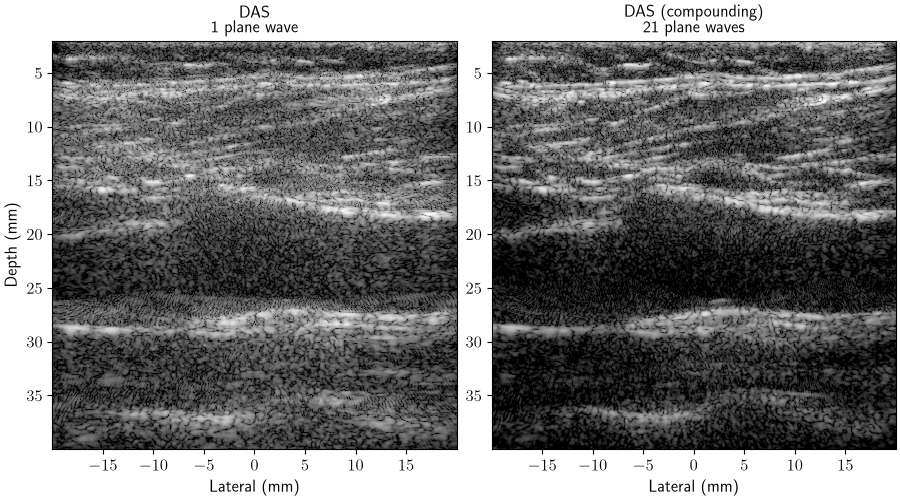 DAS
1 plane wave
DAS (compounding)
21 plane waves
5
10
15
20
25
30
35
Depth (mm)
−15 −10 −5 0 5 10 15
Lateral (mm)
5
10
15
20
25
30
35
−15 −10 −5 0 5 10 15
Lateral (mm)